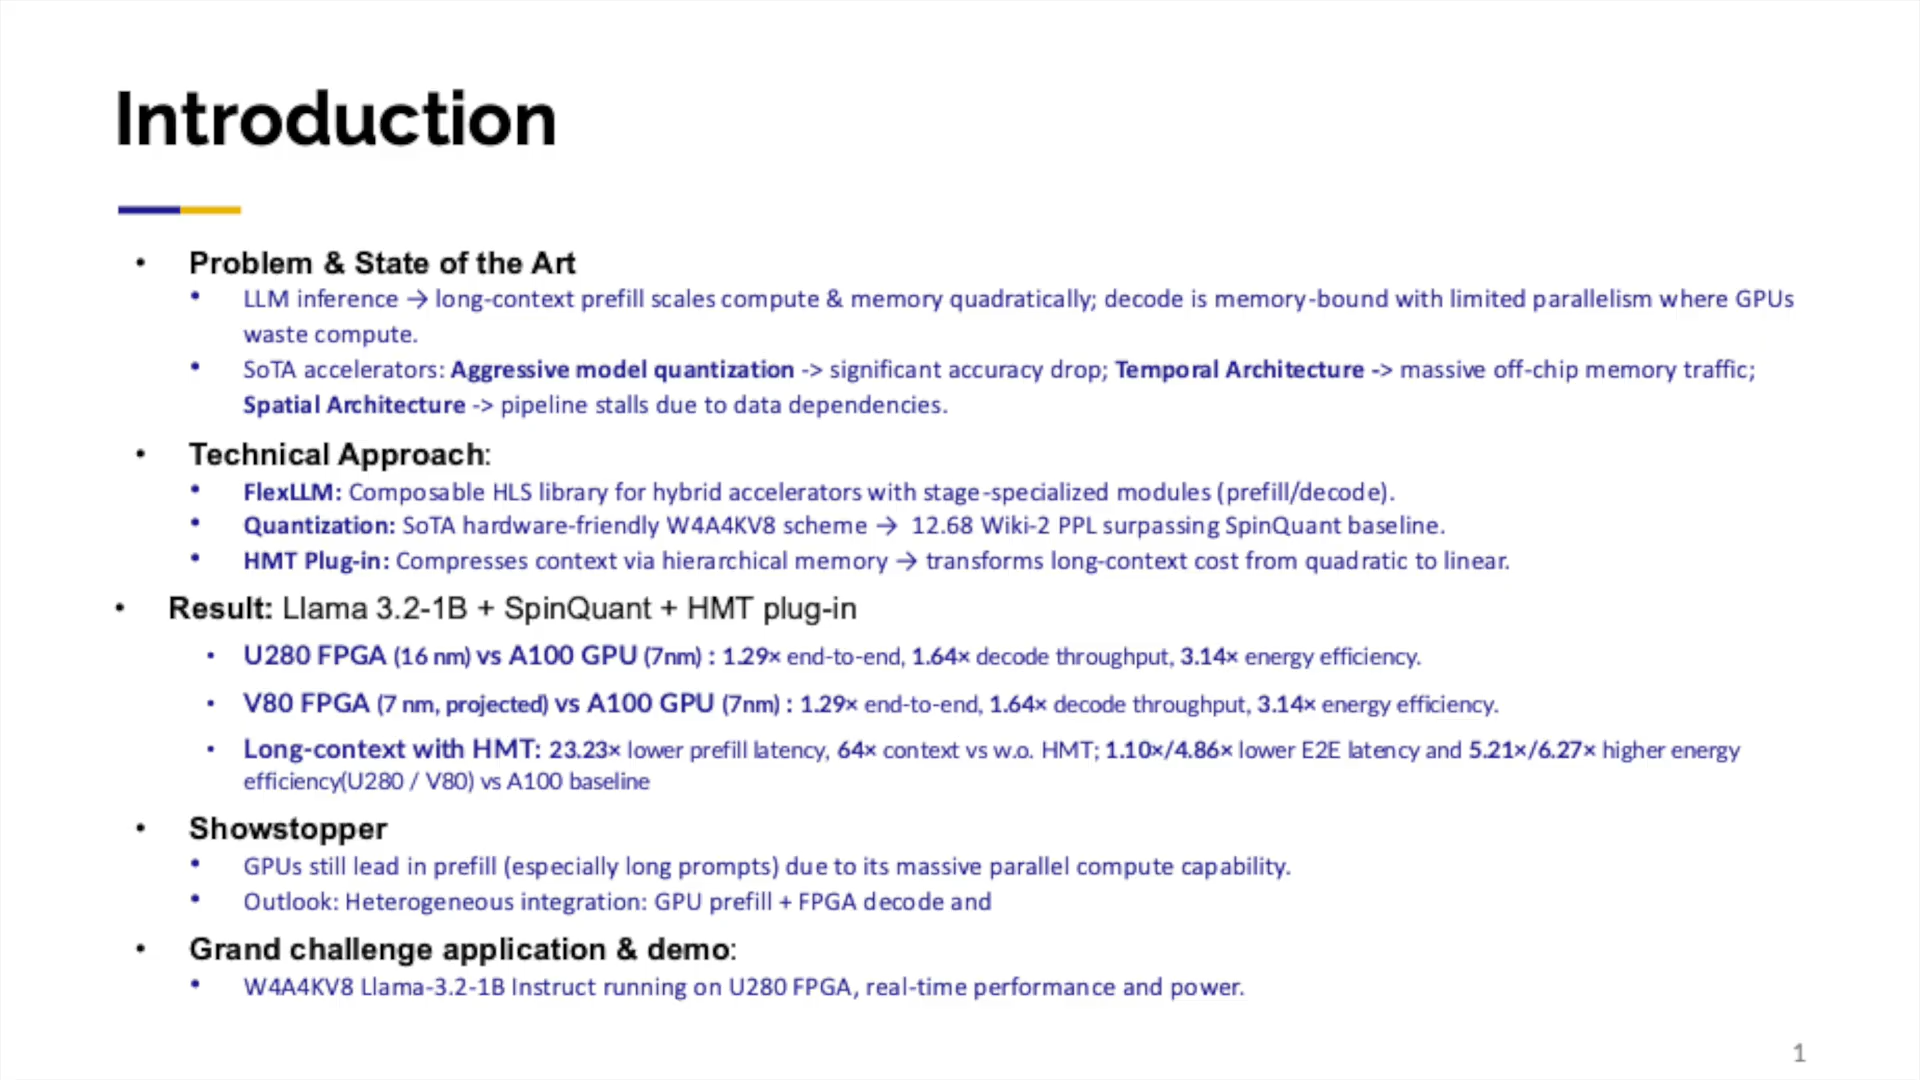 Introduction
• Problem & State of the Art
• LLM inference → long-context prefill scales compute & memory quadratically; decode is memory-bound with limited parallelism where GPUs
waste compute.
• SoTA accelerators: Aggressive model quantization -> significant accuracy drop; Temporal Architecture -> massive off-chip memory traffic;
Spatial Architecture -> pipeline stalls due to data dependencies.
• Technical Approach:
• FlexLLM: Composable HLS library for hybrid accelerators with stage-specialized modules (prefill/decode).
• Quantization: SoTA hardware-friendly W4A4KV8 scheme → 12.68 Wiki-2 PPL surpassing SpinQuant baseline.
• HMT Plug-in: Compresses context via hierarchical memory → transforms long-context cost from quadratic to linear.
• Result: Llama 3.2-1B + SpinQuant + HMT plug-in
• U280 FPGA (16 nm) vs A100 GPU (7nm) : 1.29× end-to-end, 1.64× decode throughput, 3.14× energy efficiency.
• V80 FPGA (7 nm, projected) vs A100 GPU (7nm) : 1.29× end-to-end, 1.64× decode throughput, 3.14× energy efficiency.
• Long-context with HMT: 23.23× lower prefill latency, 64× context vs w.o. HMT; 1.10×/4.86× lower E2E latency and 5.21×/6.27× higher energy
efficiency(U280 / V80) vs A100 baseline
• Showstopper
• GPUs still lead in prefill (especially long prompts) due to its massive parallel compute capability.
• Outlook: Heterogeneous integration: GPU prefill + FPGA decode and
• Grand challenge application & demo:
• W4A4KV8 Llama-3.2-1B Instruct running on U280 FPGA, real-time performance and power.
1